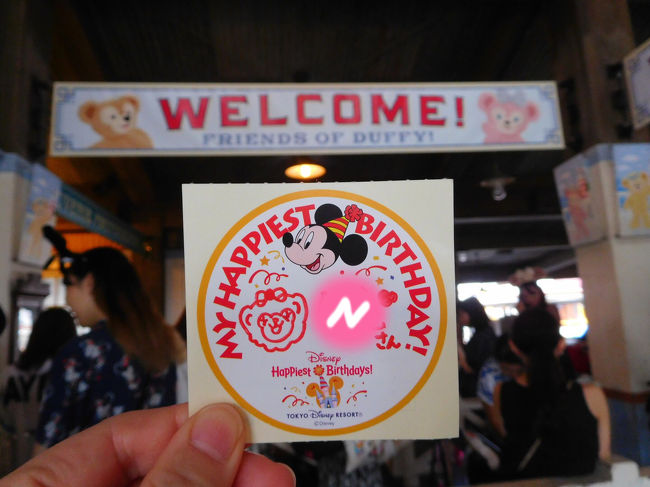 WELCOME!
FRIENDS OF DUFFY!
MY HAPPIEST BIRTHDAY!
N
さん
Disney
Happiest Birthdays!
TOKYO Disney RESORT®
©Disney